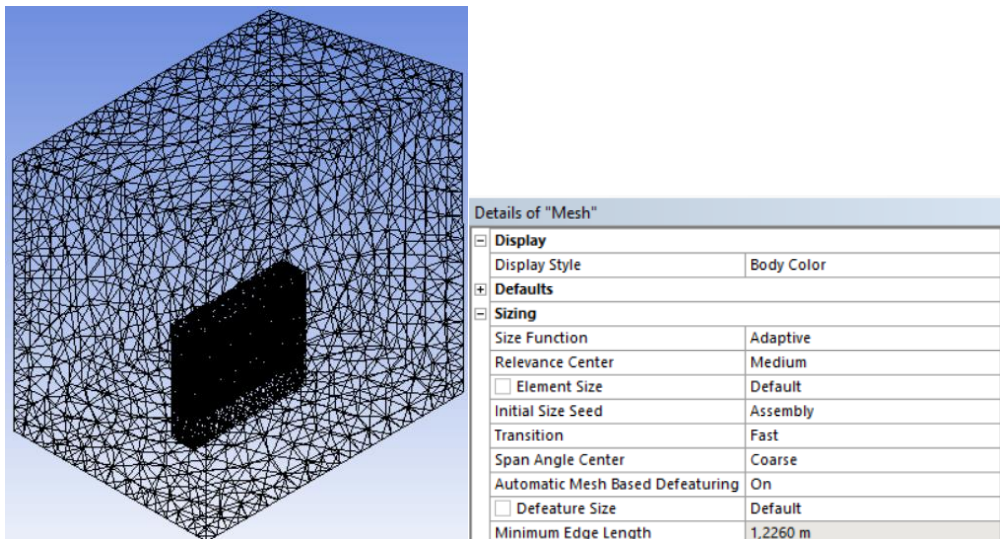 Details of "Mesh"
Display
Display Style Body Color
Defaults
Sizing
Size Function Adaptive
Relevance Center Medium
Element Size Default
Initial Size Seed Assembly
Transition Fast
Span Angle Center Coarse
Automatic Mesh Based Defeaturing On
Defeature Size Default
Minimum Edge Length 1,2260 m